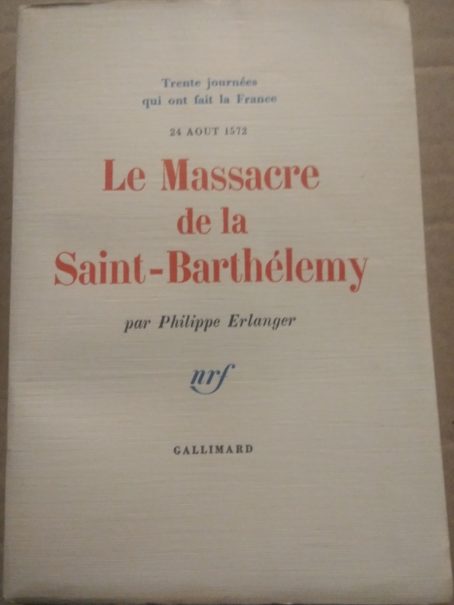 Trente journées
qui ont fait la France
24 AOUT 1572
Le Massacre
de la
Saint-Barthélemy
par Philippe Erlanger
nrf
GALLIMARD